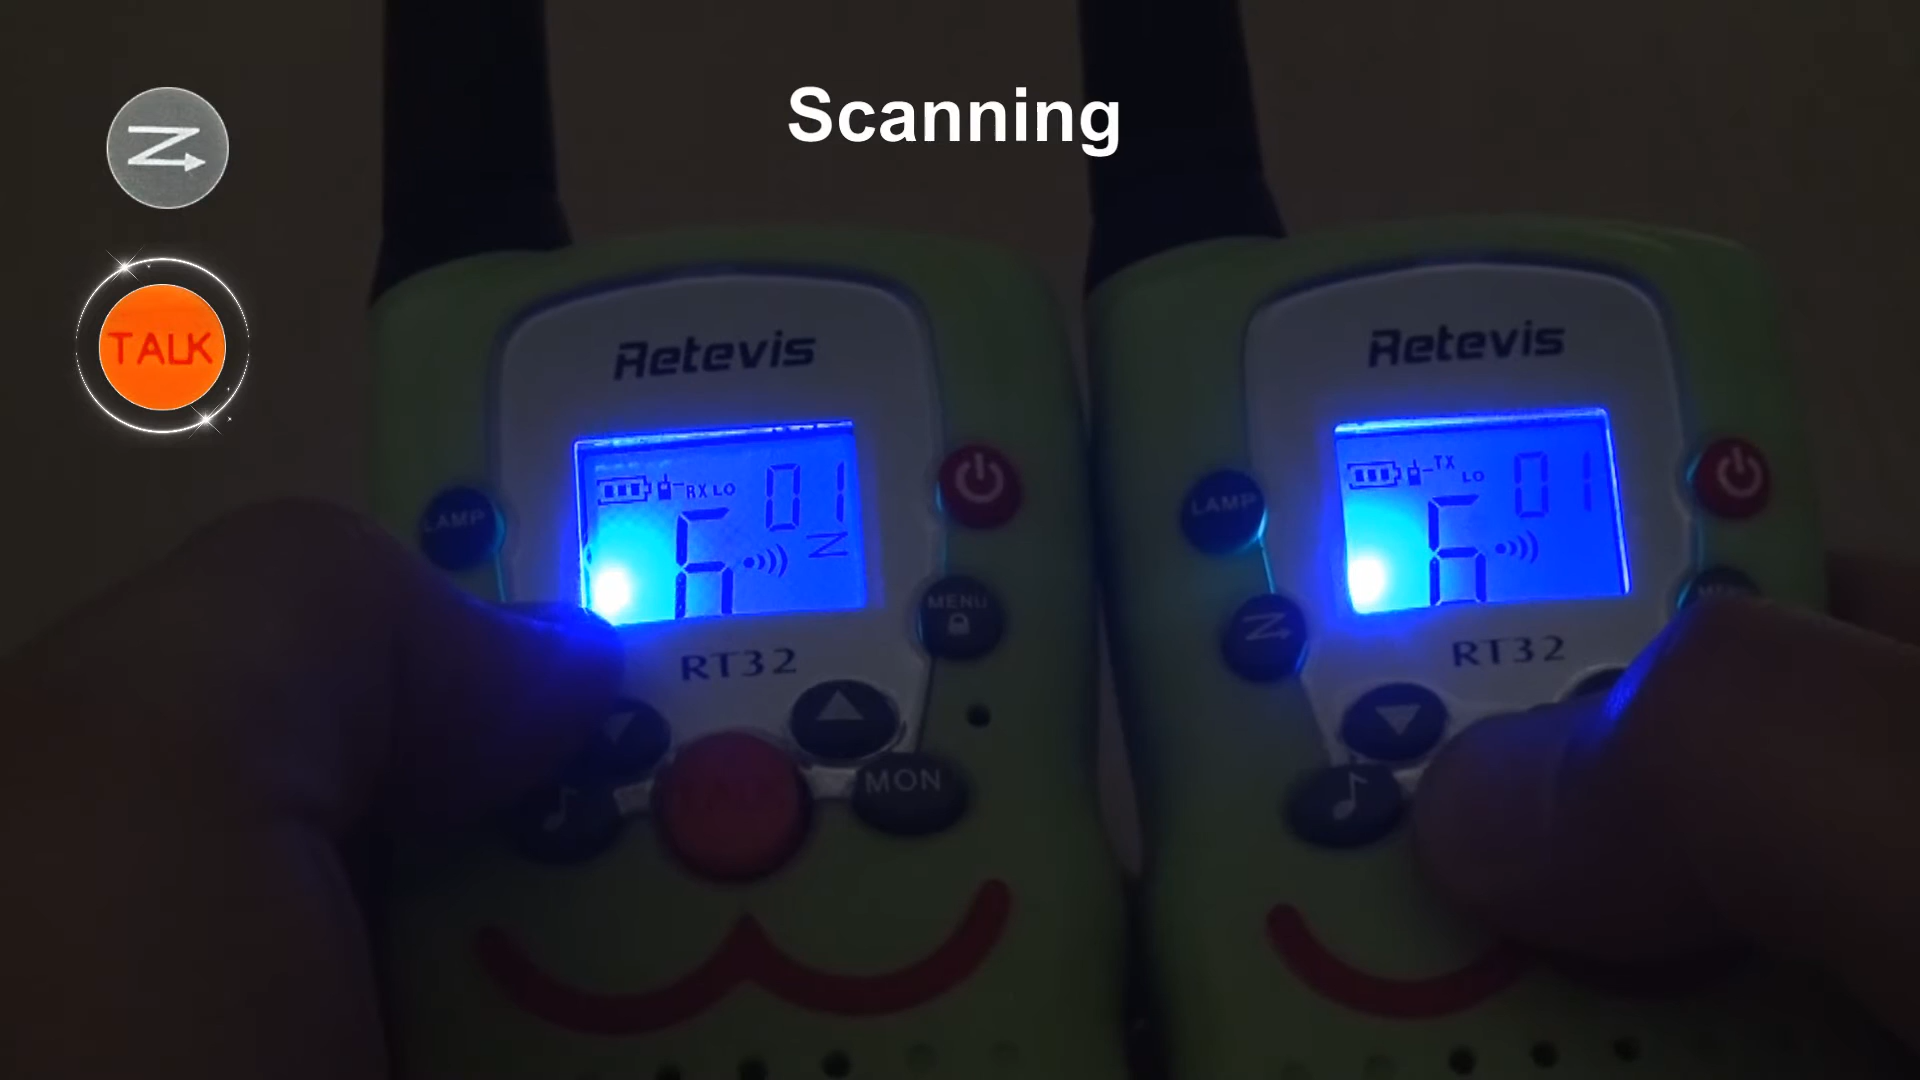 Scanning
TALK
Retevis
Retevis
RX LO
01
6
TX
LO
01
6
LAMP
LAMP
MENU
RT32
RT32
MON